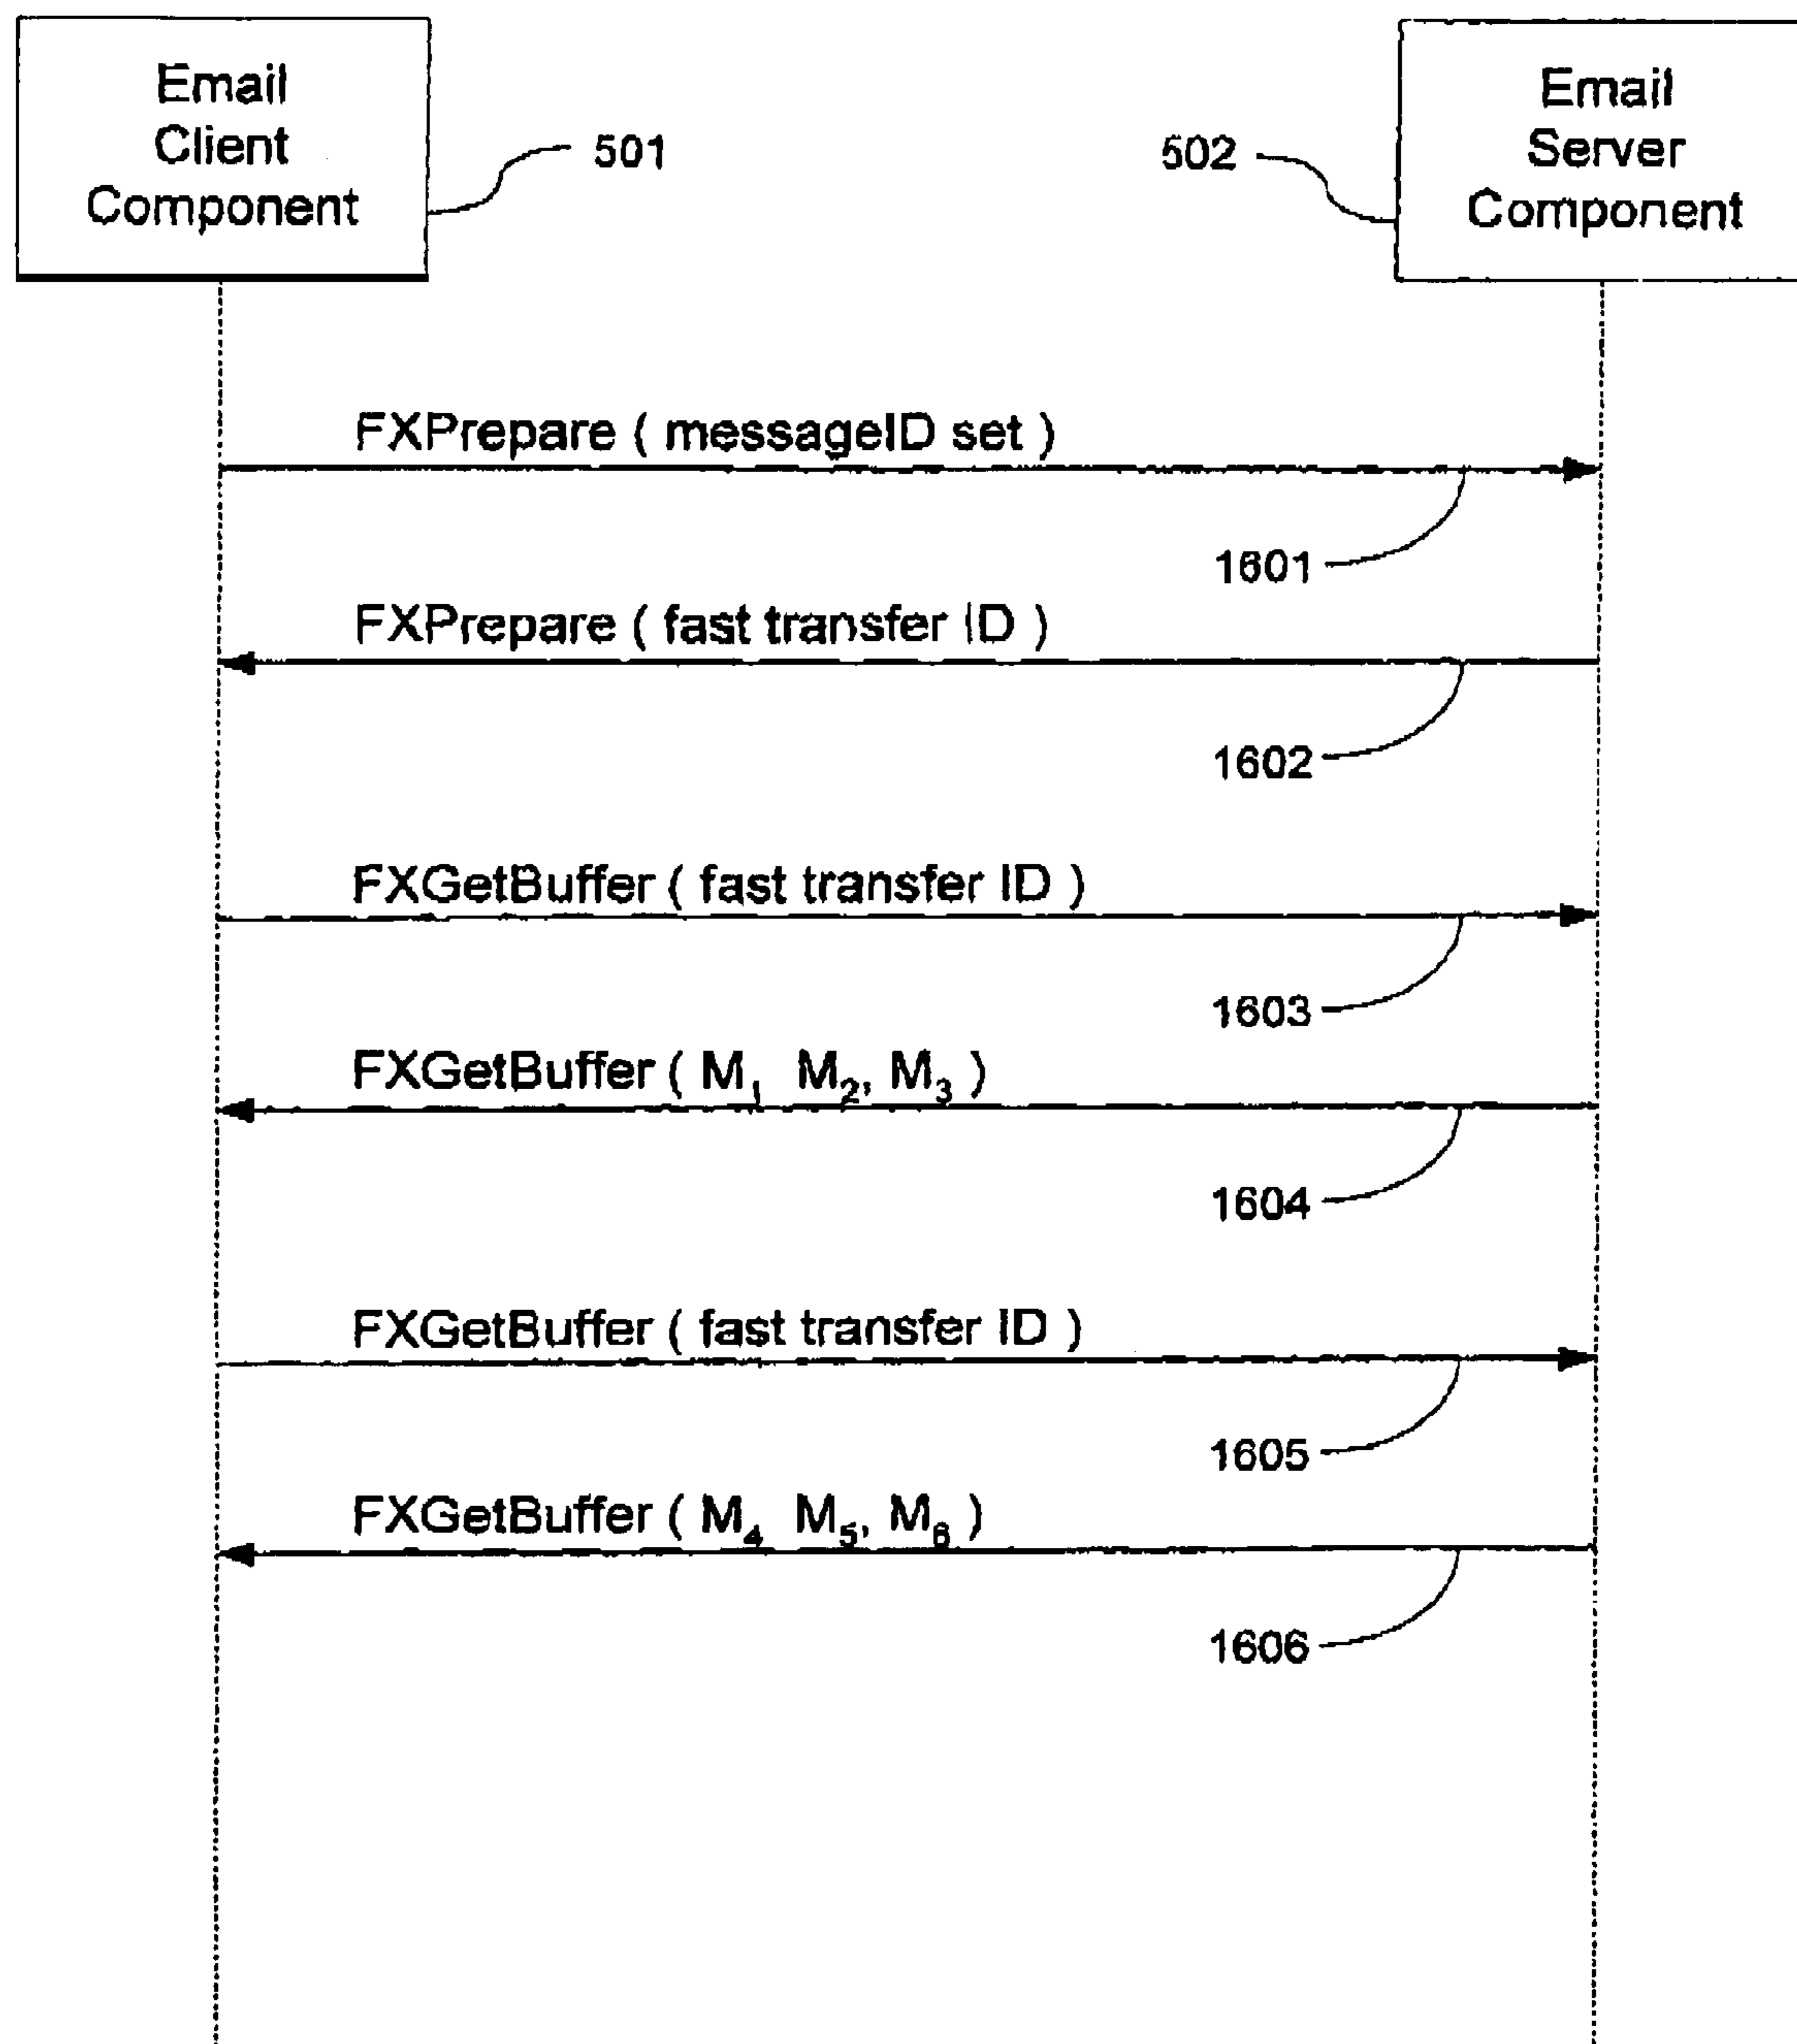 Email
Client
Component
501
502
Email
Server
Component
FXPrepare ( messageID set )
1601
FXPrepare ( fast transfer ID )
1602
FXGetBuffer ( fast transfer ID )
1603
FXGetBuffer ( M₁ M₂, M₃ )
1604
FXGetBuffer ( fast transfer ID )
1605
FXGetBuffer ( M₄ M₅, M₆ )
1606